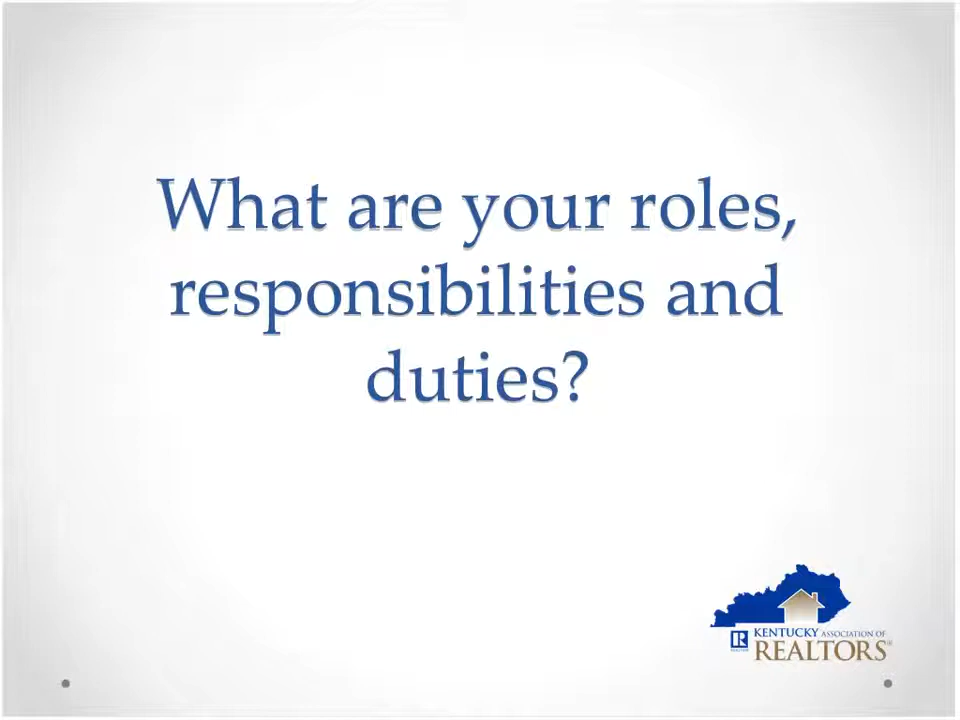 What are your roles,
responsibilities and
duties?
KENTUCKY ASSOCIATION OF
REALTORS®